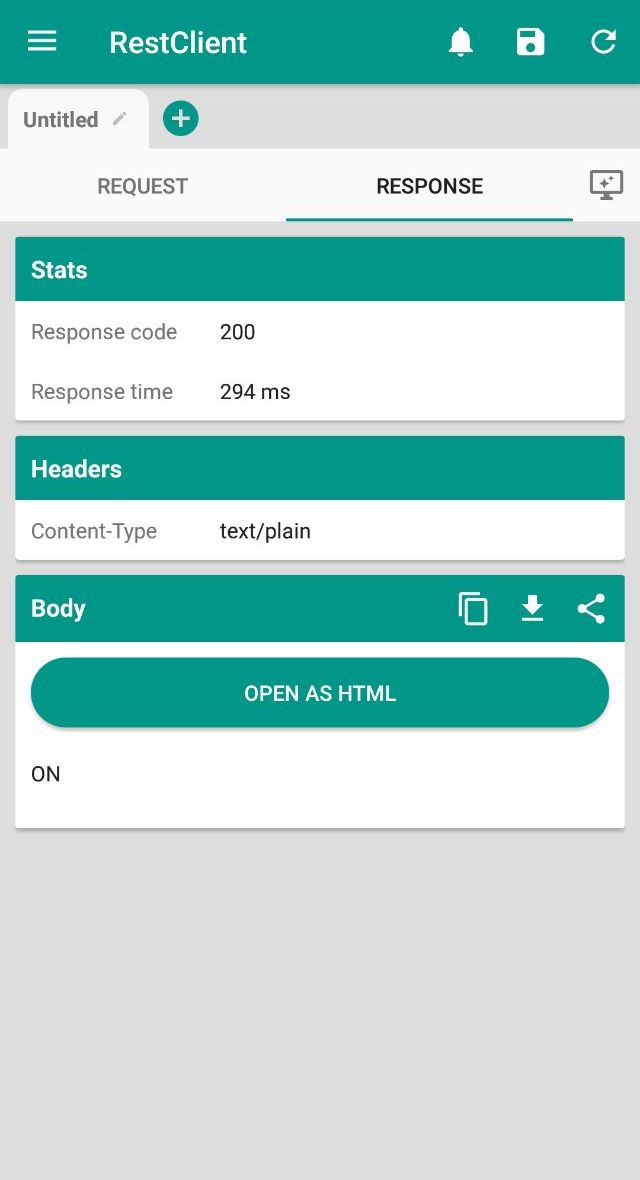 RestClient
Untitled
REQUEST RESPONSE
Stats
Response code 200
Response time 294 ms
Headers
Content-Type text/plain
Body
OPEN AS HTML
ON